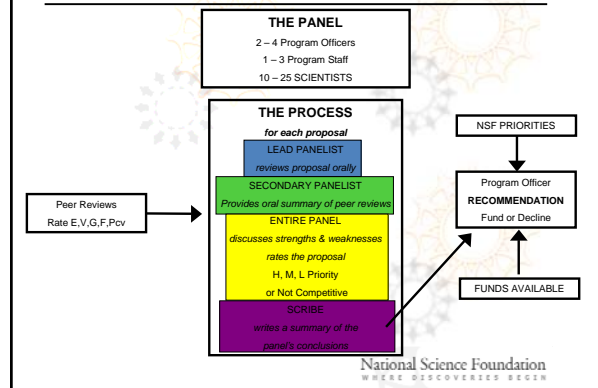 THE PANEL
2 – 4 Program Officers
1 – 3 Program Staff
10 – 25 SCIENTISTS
THE PROCESS
for each proposal
LEAD PANELIST
reviews proposal orally
SECONDARY PANELIST
Provides oral summary of peer reviews
ENTIRE PANEL
discusses strengths & weaknesses
rates the proposal
H, M, L Priority
or Not Competitive
SCRIBE
writes a summary of the
panel's conclusions
Peer Reviews
Rate E,V,G,F,Pcv
NSF PRIORITIES
Program Officer
RECOMMENDATION
Fund or Decline
FUNDS AVAILABLE
National Science Foundation
WHERE DISCOVERIES BEGIN